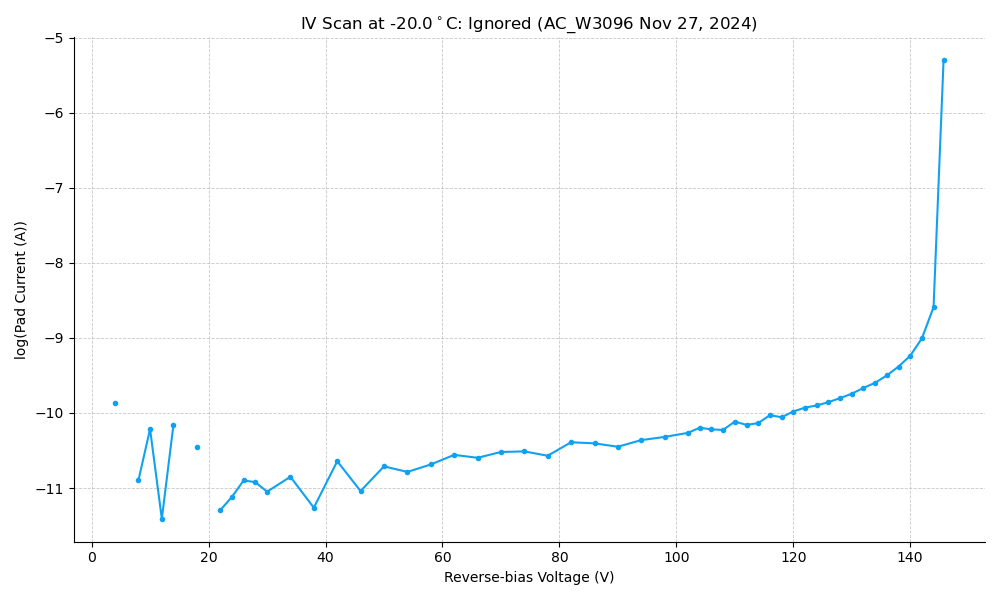 IV Scan at -20.0°C: Ignored (AC_W3096 Nov 27, 2024)
log(Pad Current (A))
−5
−6
−7
−8
−9
−10
−11
0 20 40 60 80 100 120 140
Reverse-bias Voltage (V)